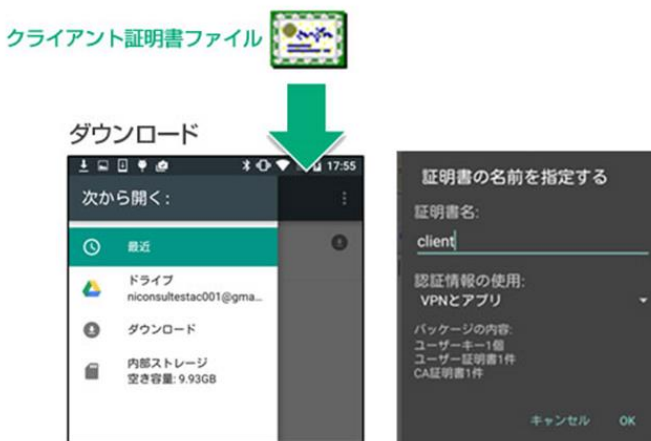 クライアント証明書ファイル
ダウンロード
17:55
次から開く:
最近
ドライブ
niconsultestac001@gma...
ダウンロード
内部ストレージ
空き容量: 9.93GB
証明書の名前を指定する
証明書名:
client
認証情報の使用:
VPNとアプリ
パッケージの内容:
ユーザーキー1個
ユーザー証明書1件
CA証明書1件
キャンセル OK